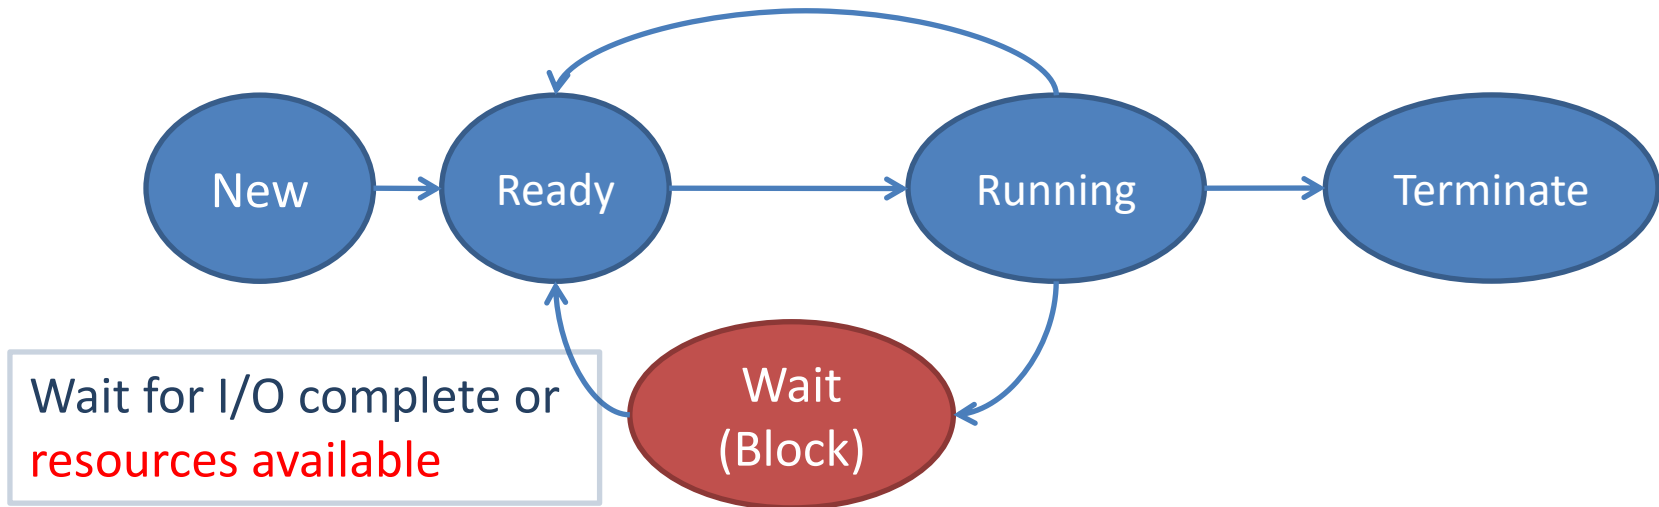 New
Ready
Running
Terminate
Wait
(Block)
Wait for I/O complete or
resources available